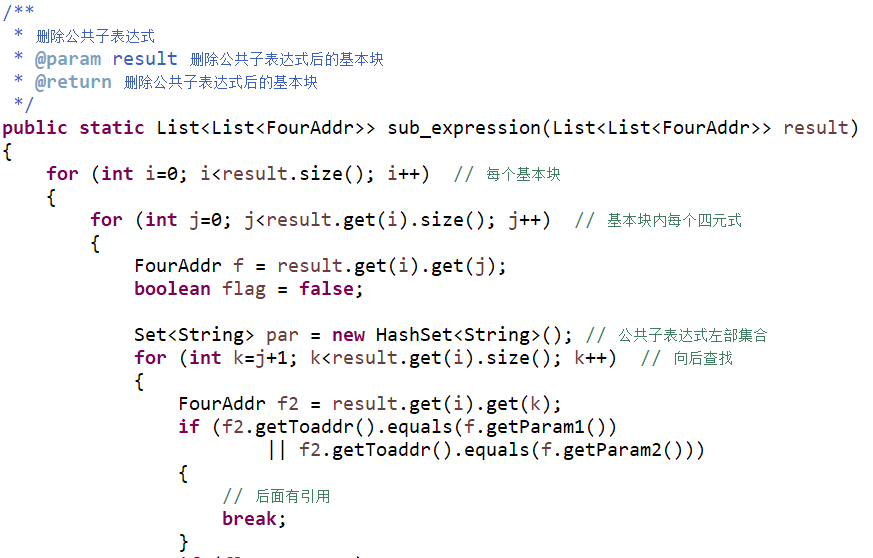 /**
 * 删除公共子表达式
 * @param result 删除公共子表达式后的基本块
 * @return 删除公共子表达式后的基本块
 */
public static List<List<FourAddr>> sub_expression(List<List<FourAddr>> result)
{
    for (int i=0; i<result.size(); i++)  // 每个基本块
    {
        for (int j=0; j<result.get(i).size(); j++)  // 基本块内每个四元式
        {
            FourAddr f = result.get(i).get(j);
            boolean flag = false;
            Set<String> par = new HashSet<String>(); // 公共子表达式左部集合
            for (int k=j+1; k<result.get(i).size(); k++)  // 向后查找
            {
                FourAddr f2 = result.get(i).get(k);
                if (f2.getToaddr().equals(f.getParam1())
                        || f2.getToaddr().equals(f.getParam2()))
                {
                    // 后面有引用
                    break;
                }